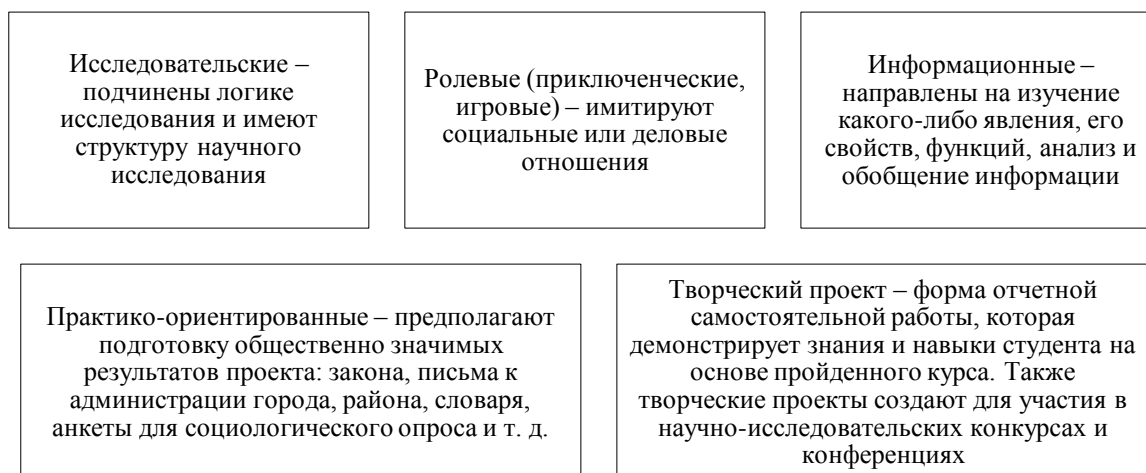 Исследовательские –
подчинены логике
исследования и имеют
структуру научного
исследования
Ролевые (приключенческие,
игровые) – имитируют
социальные или деловые
отношения
Информационные –
направлены на изучение
какого-либо явления, его
свойств, функций, анализ и
обобщение информации
Практико-ориентированные – предполагают
подготовку общественно значимых
результатов проекта: закона, письма к
администрации города, района, словаря,
анкеты для социологического опроса и т. д.
Творческий проект – форма отчетной
самостоятельной работы, которая
демонстрирует знания и навыки студента на
основе пройденного курса. Также
творческие проекты создают для участия в
научно-исследовательских конкурсах и
конференциях